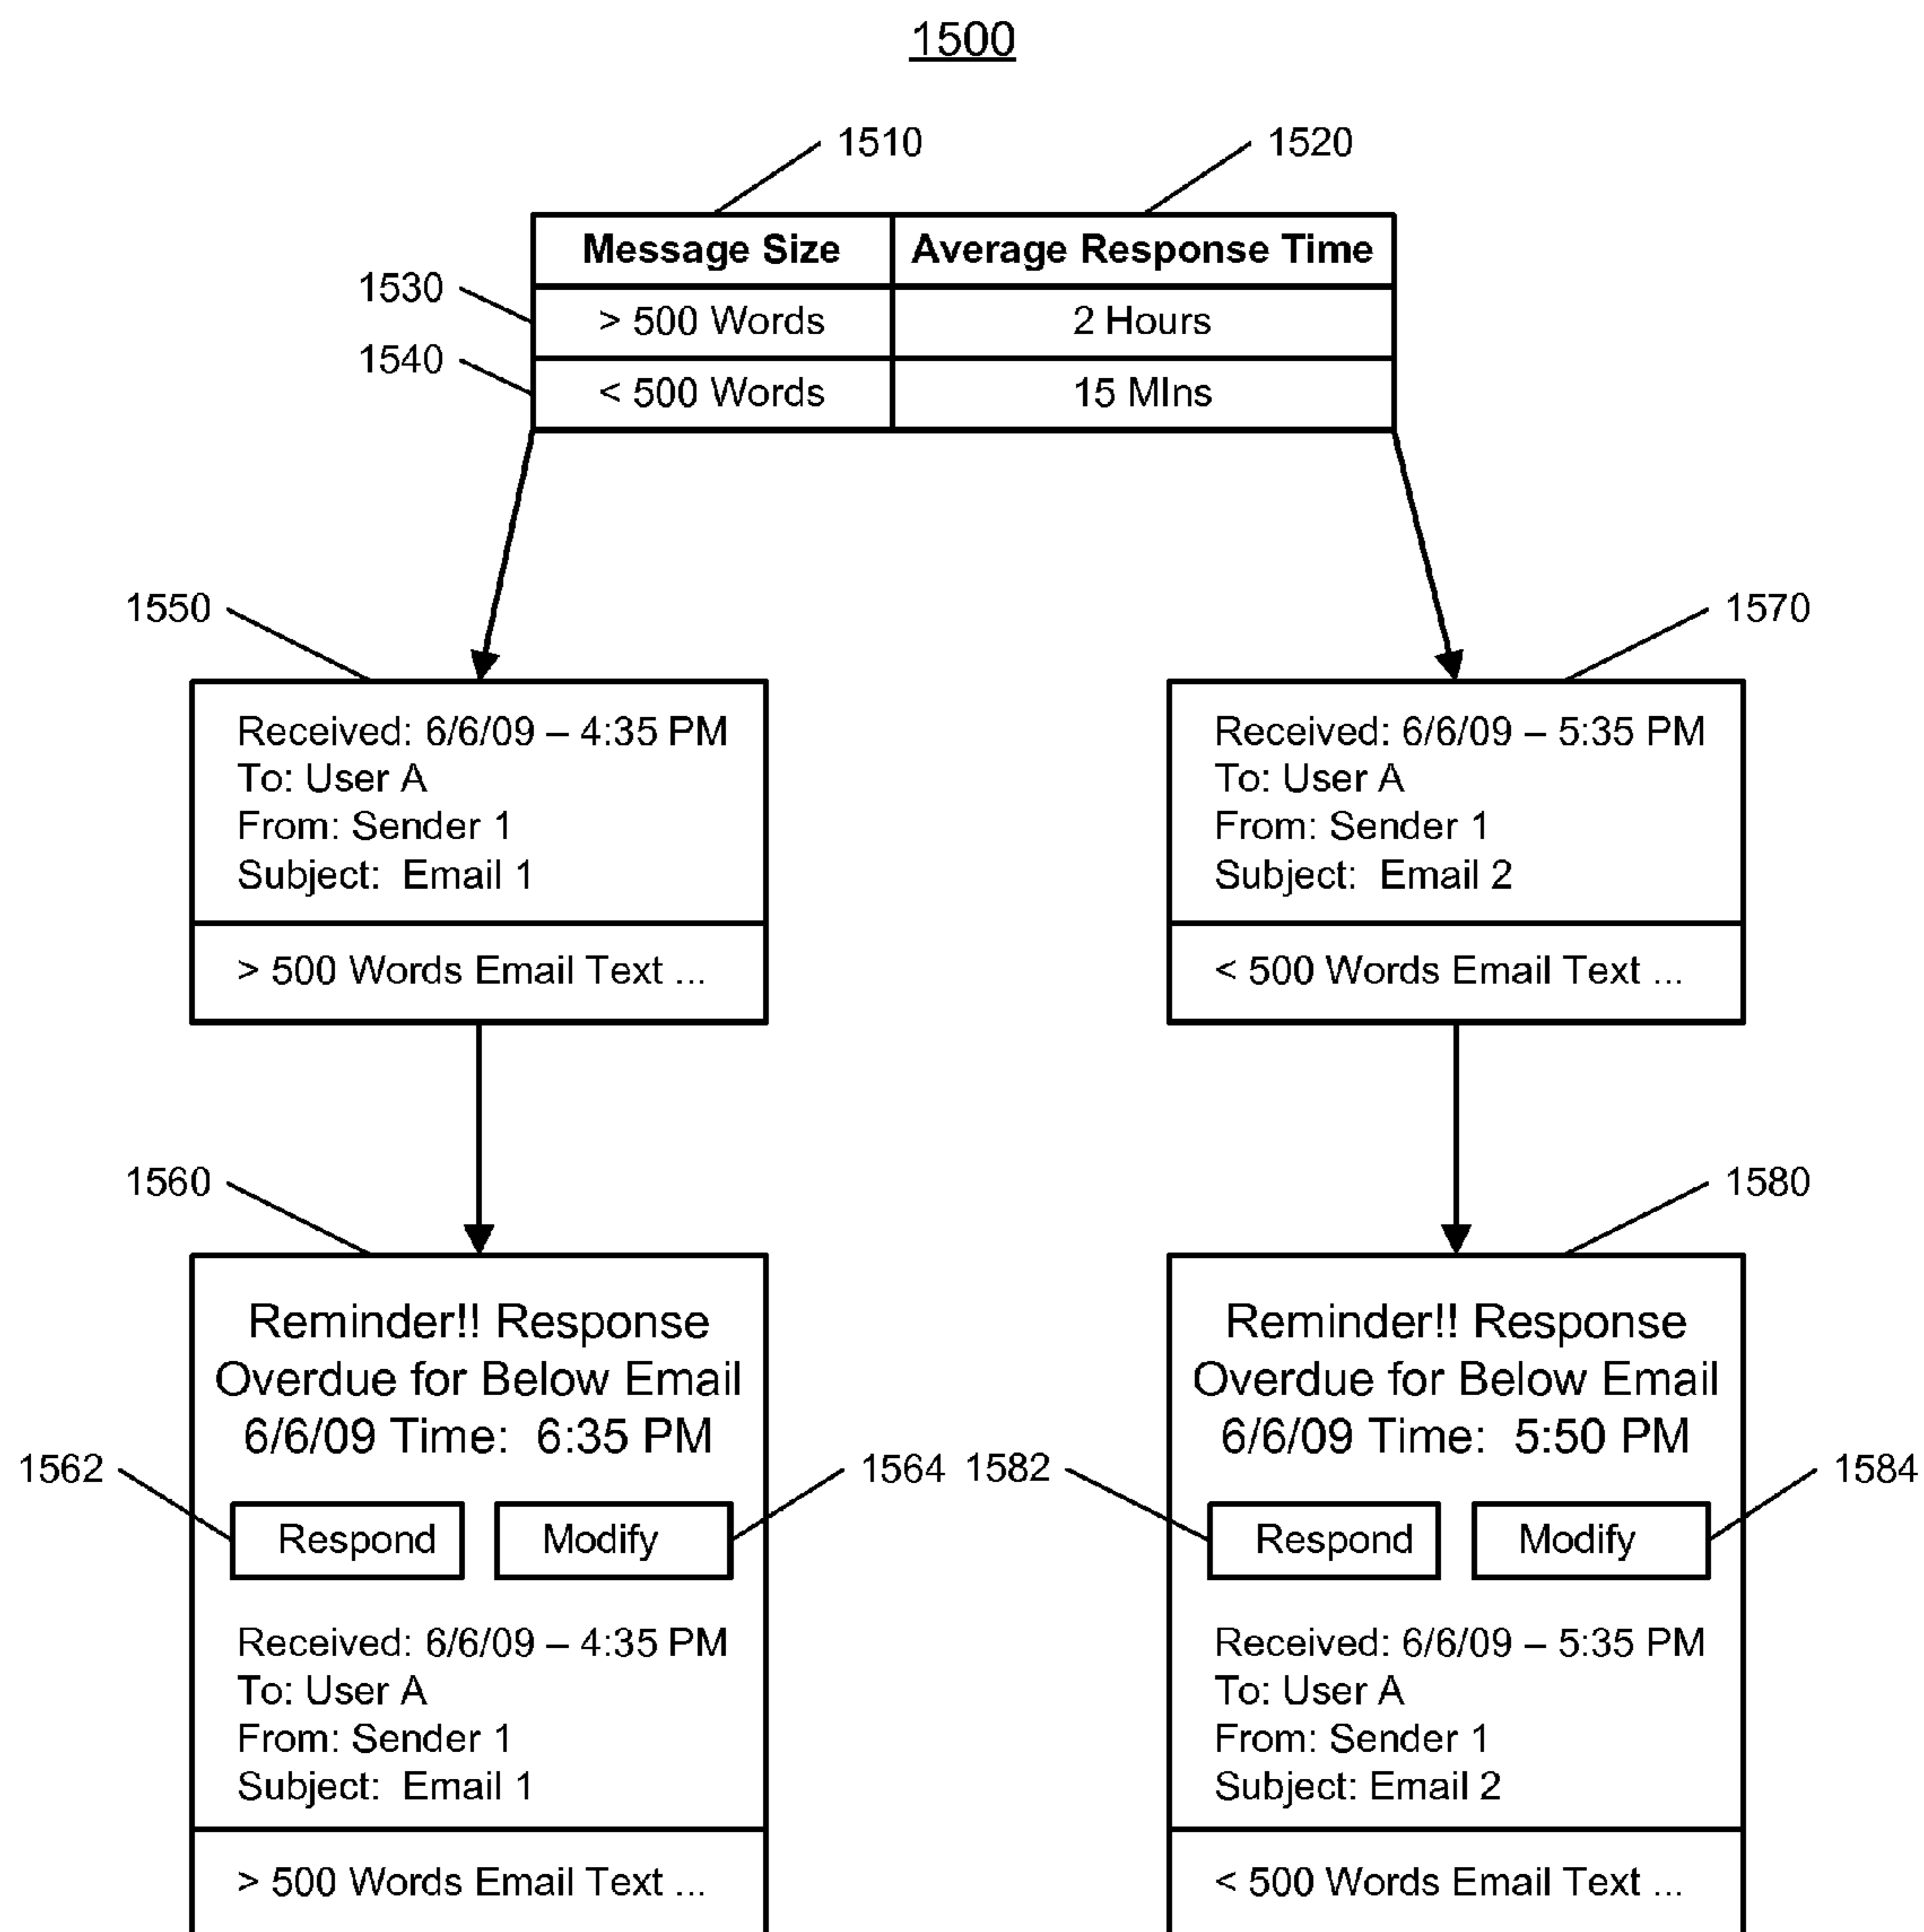 1500
1510
1520
Message Size Average Response Time
1530
> 500 Words 2 Hours
1540
< 500 Words 15 MIns
1550
Received: 6/6/09 – 4:35 PM
To: User A
From: Sender 1
Subject: Email 1
> 500 Words Email Text ...
1570
Received: 6/6/09 – 5:35 PM
To: User A
From: Sender 1
Subject: Email 2
< 500 Words Email Text ...
1560
Reminder!! Response
Overdue for Below Email
6/6/09 Time: 6:35 PM
1562
1564
Respond Modify
Received: 6/6/09 – 4:35 PM
To: User A
From: Sender 1
Subject: Email 1
> 500 Words Email Text ...
1580
Reminder!! Response
Overdue for Below Email
6/6/09 Time: 5:50 PM
1582
1584
Respond Modify
Received: 6/6/09 – 5:35 PM
To: User A
From: Sender 1
Subject: Email 2
< 500 Words Email Text ...